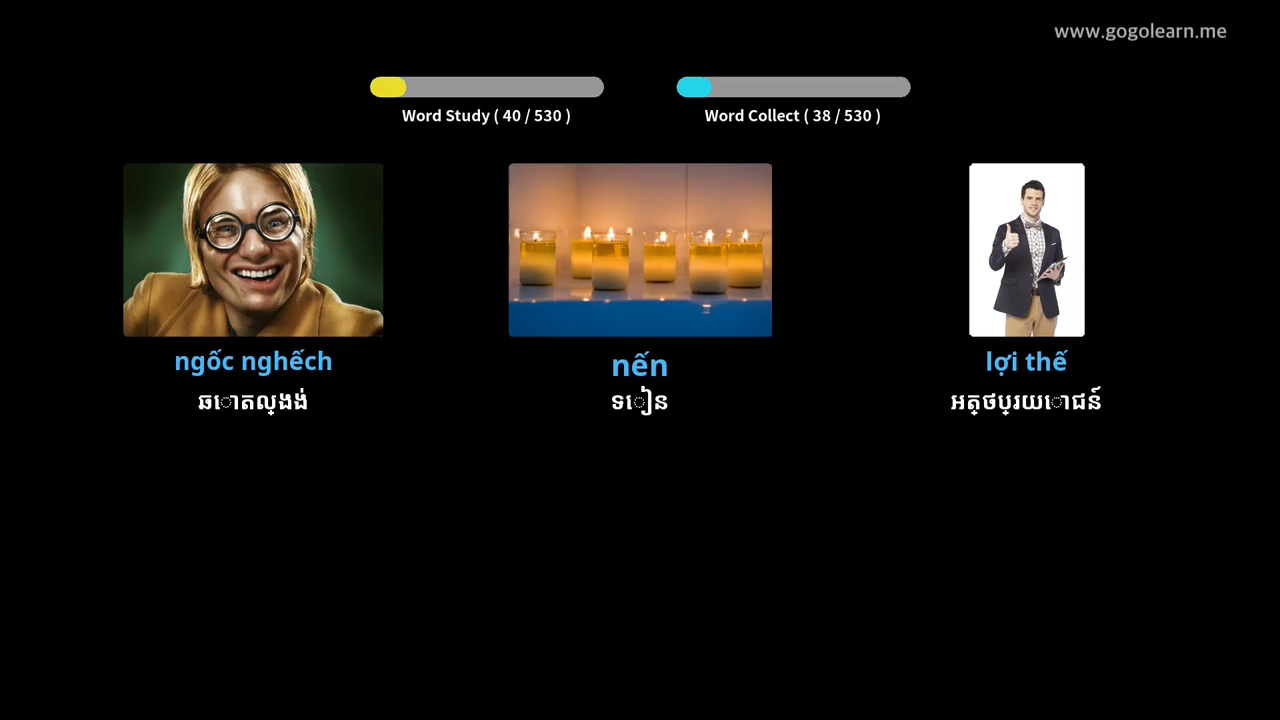 www.gogolearn.me
Word Study ( 40 / 530 )
Word Collect ( 38 / 530 )
ngốc nghếch
nến
lợi thế
ឆោតល្ងង់
ទៀន
អត្ថប្រយោជន៍